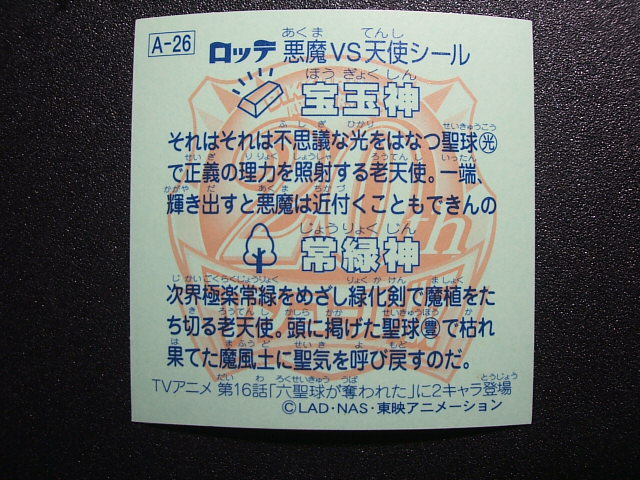 A-26 ロッテ 悪魔VS天使シール
宝玉神
それはそれは不思議な光をはなつ聖球㊋光
で正義の理力を照射する老天使。一端、
輝き出すと悪魔は近付くこともできんの
常緑神
次界極楽常緑をめざし緑化剣で魔植をた
ち切る老天使。頭に掲げた聖球豊で枯れ
果てた魔風土に聖気を呼び戻すのだ。
TVアニメ 第16話「六聖球が奪われた」に2キャラ登場
©LAD・NAS・東映アニメーション